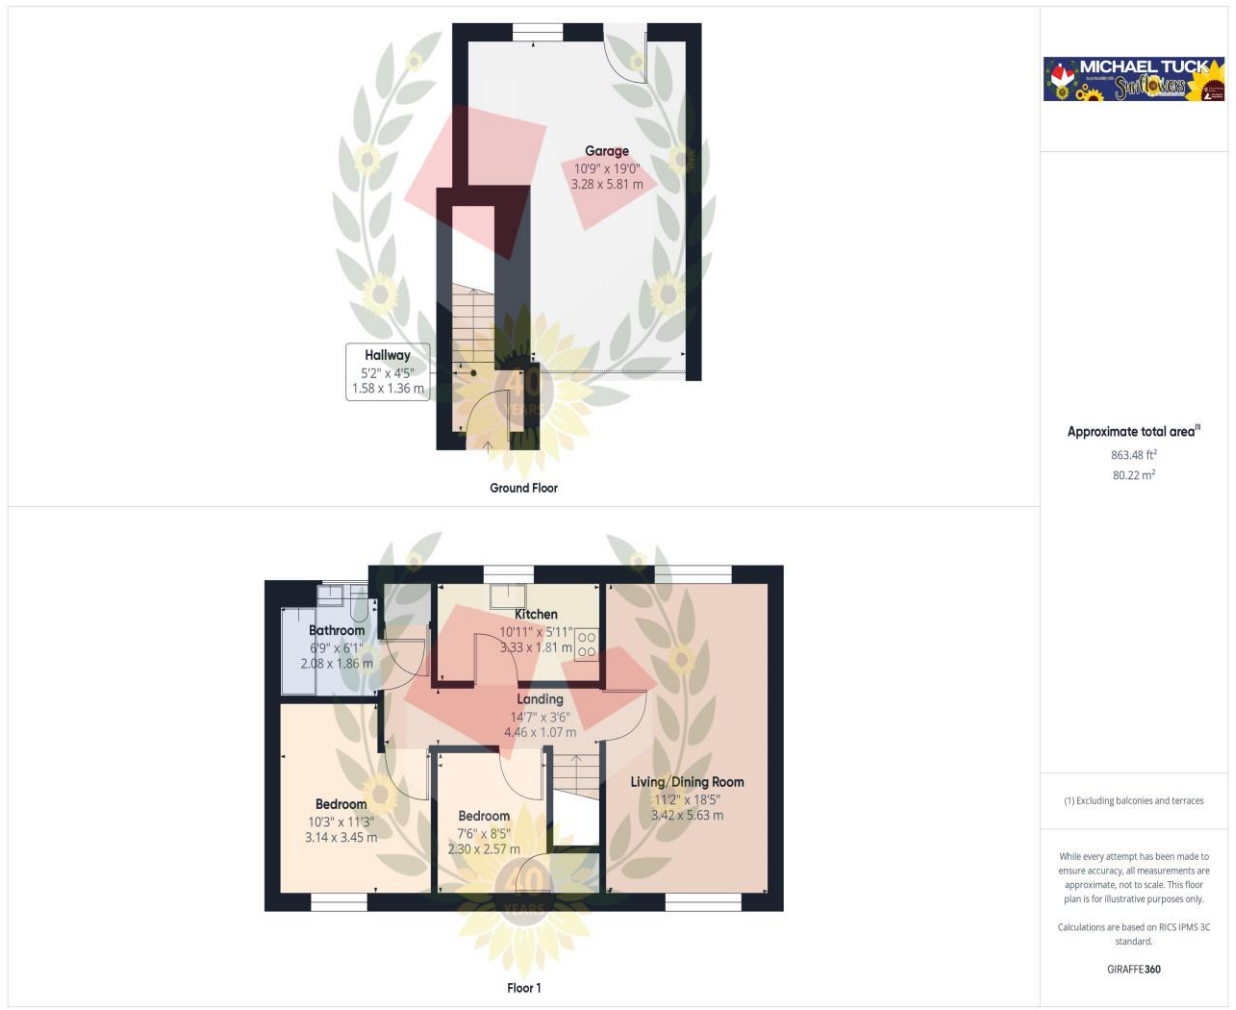 Garage
10'9" x 19'0"
3.28 x 5.81 m
Hallway
5'2" x 4'5"
1.58 x 1.36 m
40
YEARS
Ground Floor
MICHAEL TUCK
Sunflowers
Approximate total area(1)
863.48 ft²
80.22 m²
Kitchen
10'11" x 5'11"
3.33 x 1.81 m
Bathroom
6'9" x 6'1"
2.08 x 1.86 m
Landing
14'7" x 3'6"
4.46 x 1.07 m
Living/Dining Room
11'2" x 18'5"
3.42 x 5.63 m
Bedroom
10'3" x 11'3"
3.14 x 3.45 m
Bedroom
7'6" x 8'5"
2.30 x 2.57 m
40
YEARS
Floor 1
(1) Excluding balconies and terraces
While every attempt has been made to
ensure accuracy, all measurements are
approximate, not to scale. This floor
plan is for illustrative purposes only.
Calculations are based on RICS IPMS 3C
standard.
GIRAFFE360